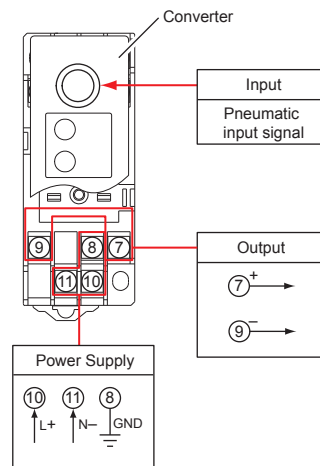 Converter
Input
Pneumatic
input signal
9 8 7
11 10
Output
7 +
9 –
Power Supply
10 11 8
L+ N– GND